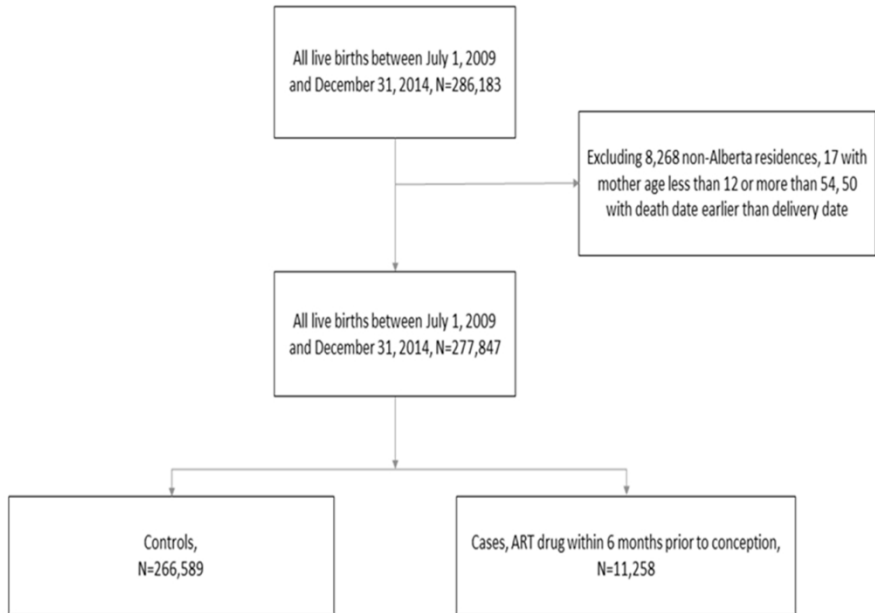 All live births between July 1, 2009
and December 31, 2014, N=286,183
Excluding 8,268 non-Alberta residences, 17 with
mother age less than 12 or more than 54, 50
with death date earlier than delivery date
All live births between July 1, 2009
and December 31, 2014, N=277,847
Controls,
N=266,589
Cases, ART drug within 6 months prior to conception,
N=11,258